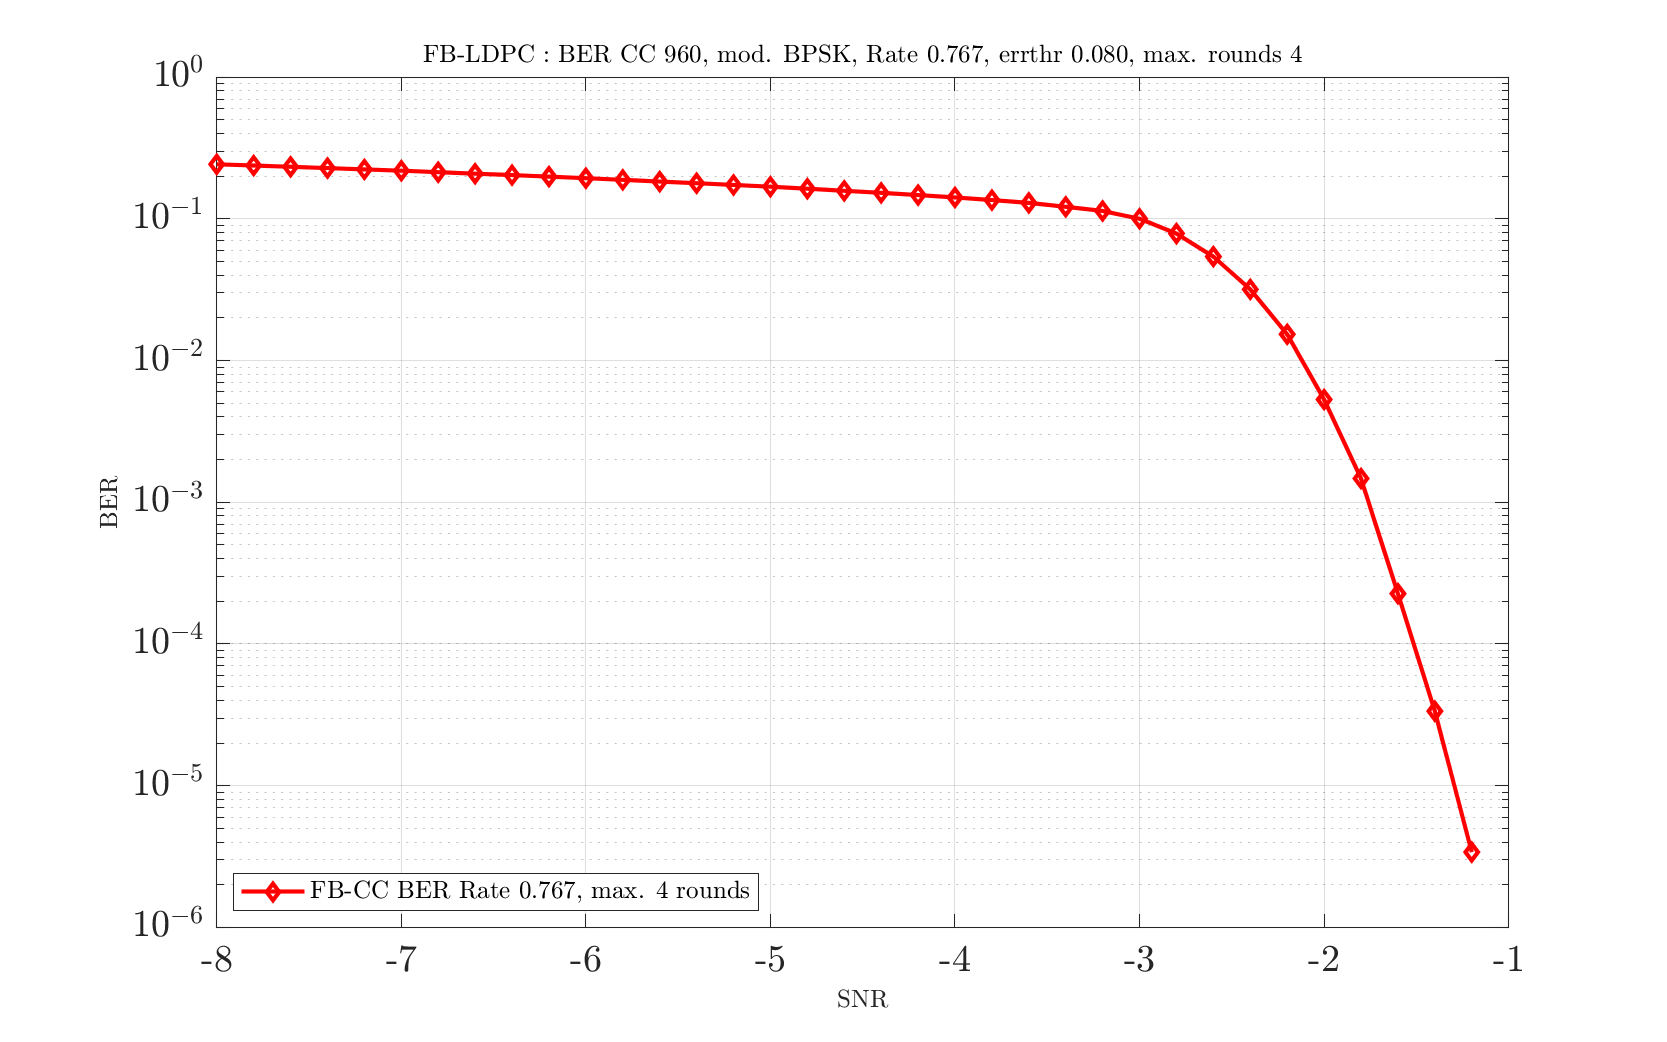 FB-LDPC : BER CC 960, mod. BPSK, Rate 0.767, errthr 0.080, max. rounds 4
10^0
10^-1
10^-2
10^-3
10^-4
10^-5
10^-6
BER
FB-CC BER Rate 0.767, max. 4 rounds
-8 -7 -6 -5 -4 -3 -2 -1
SNR